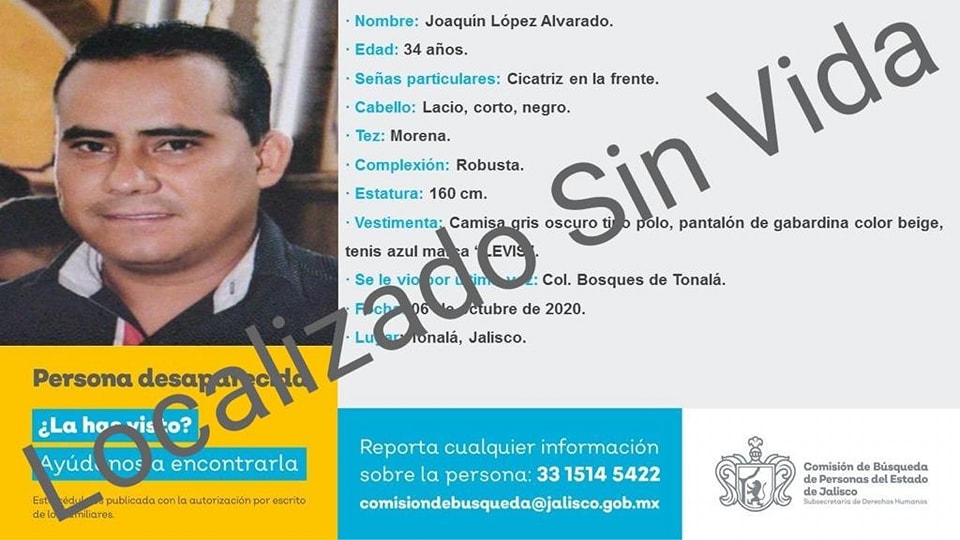 · Nombre: Joaquín López Alvarado.
· Edad: 34 años.
· Señas particulares: Cicatriz en la frente.
· Cabello: Lacio, corto, negro.
· Tez: Morena.
· Complexión: Robusta.
· Estatura: 160 cm.
· Vestimenta: Camisa gris oscuro tipo polo, pantalón de gabardina color beige,
tenis azul marca "LEVIS".
· Se le vio por última vez: Col. Bosques de Tonalá.
· Fecha: 06 de octubre de 2020.
· Lugar: Tonalá, Jalisco.
Localizado Sin Vida
Persona desaparecida
¿La has visto?
Ayúdanos a encontrarla
Esta cédula es publicada con la autorización por escrito
de los familiares.
Reporta cualquier información
sobre la persona: 33 1514 5422
comisiondebusqueda@jalisco.gob.mx
Comisión de Búsqueda
de Personas del Estado
de Jalisco
Subsecretaría de Derechos Humanos